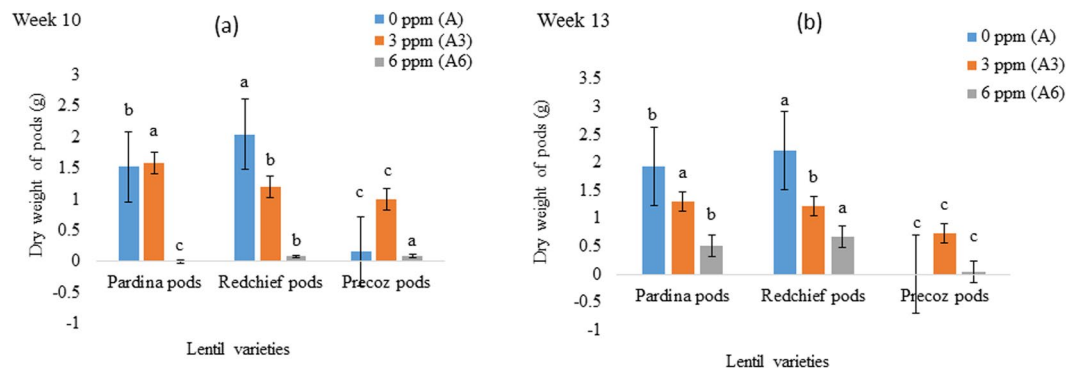 Week 10
(a)
0 ppm (A)
3 ppm (A3)
6 ppm (A6)
Dry weight of pods (g)
3
2.5
2
1.5
1
0.5
0
-0.5
-1
b
a
c
a
b
b
c
c
a
Pardina pods
Redchief pods
Precoz pods
Lentil varieties
Week 13
(b)
0 ppm (A)
3 ppm (A3)
6 ppm (A6)
Dry weight of pods (g)
3.5
3
2.5
2
1.5
1
0.5
0
-0.5
-1
b
a
b
a
b
a
c
c
c
Pardina pods
Redchief pods
Precoz pods
Lentil varieties